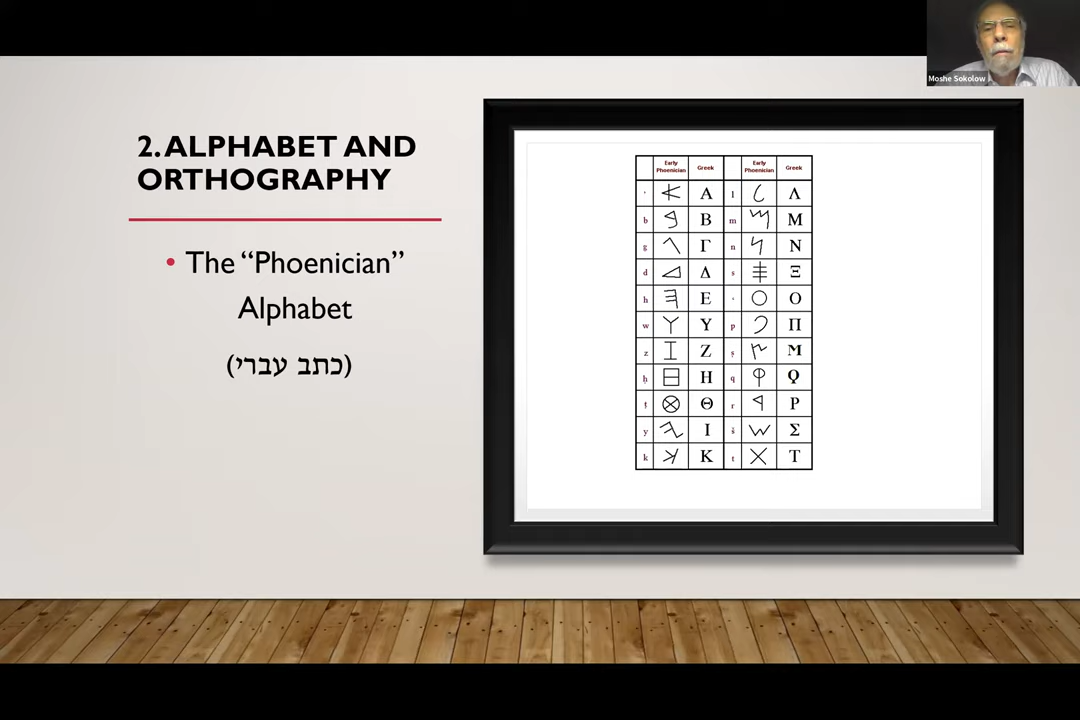 Moshe Sokolow
2. ALPHABET AND
ORTHOGRAPHY
• The “Phoenician”
Alphabet
(כתב עברי)
Early Phoenician Greek Early Phoenician Greek
' Α l Λ
b Β m Μ
g Γ n Ν
d Δ s Ξ
h Ε ʿ Ο
w Υ p Π
z Ζ ṣ Μ
ḥ Η q Ϙ
ṭ Θ r Ρ
y Ι š Σ
k Κ t Τ